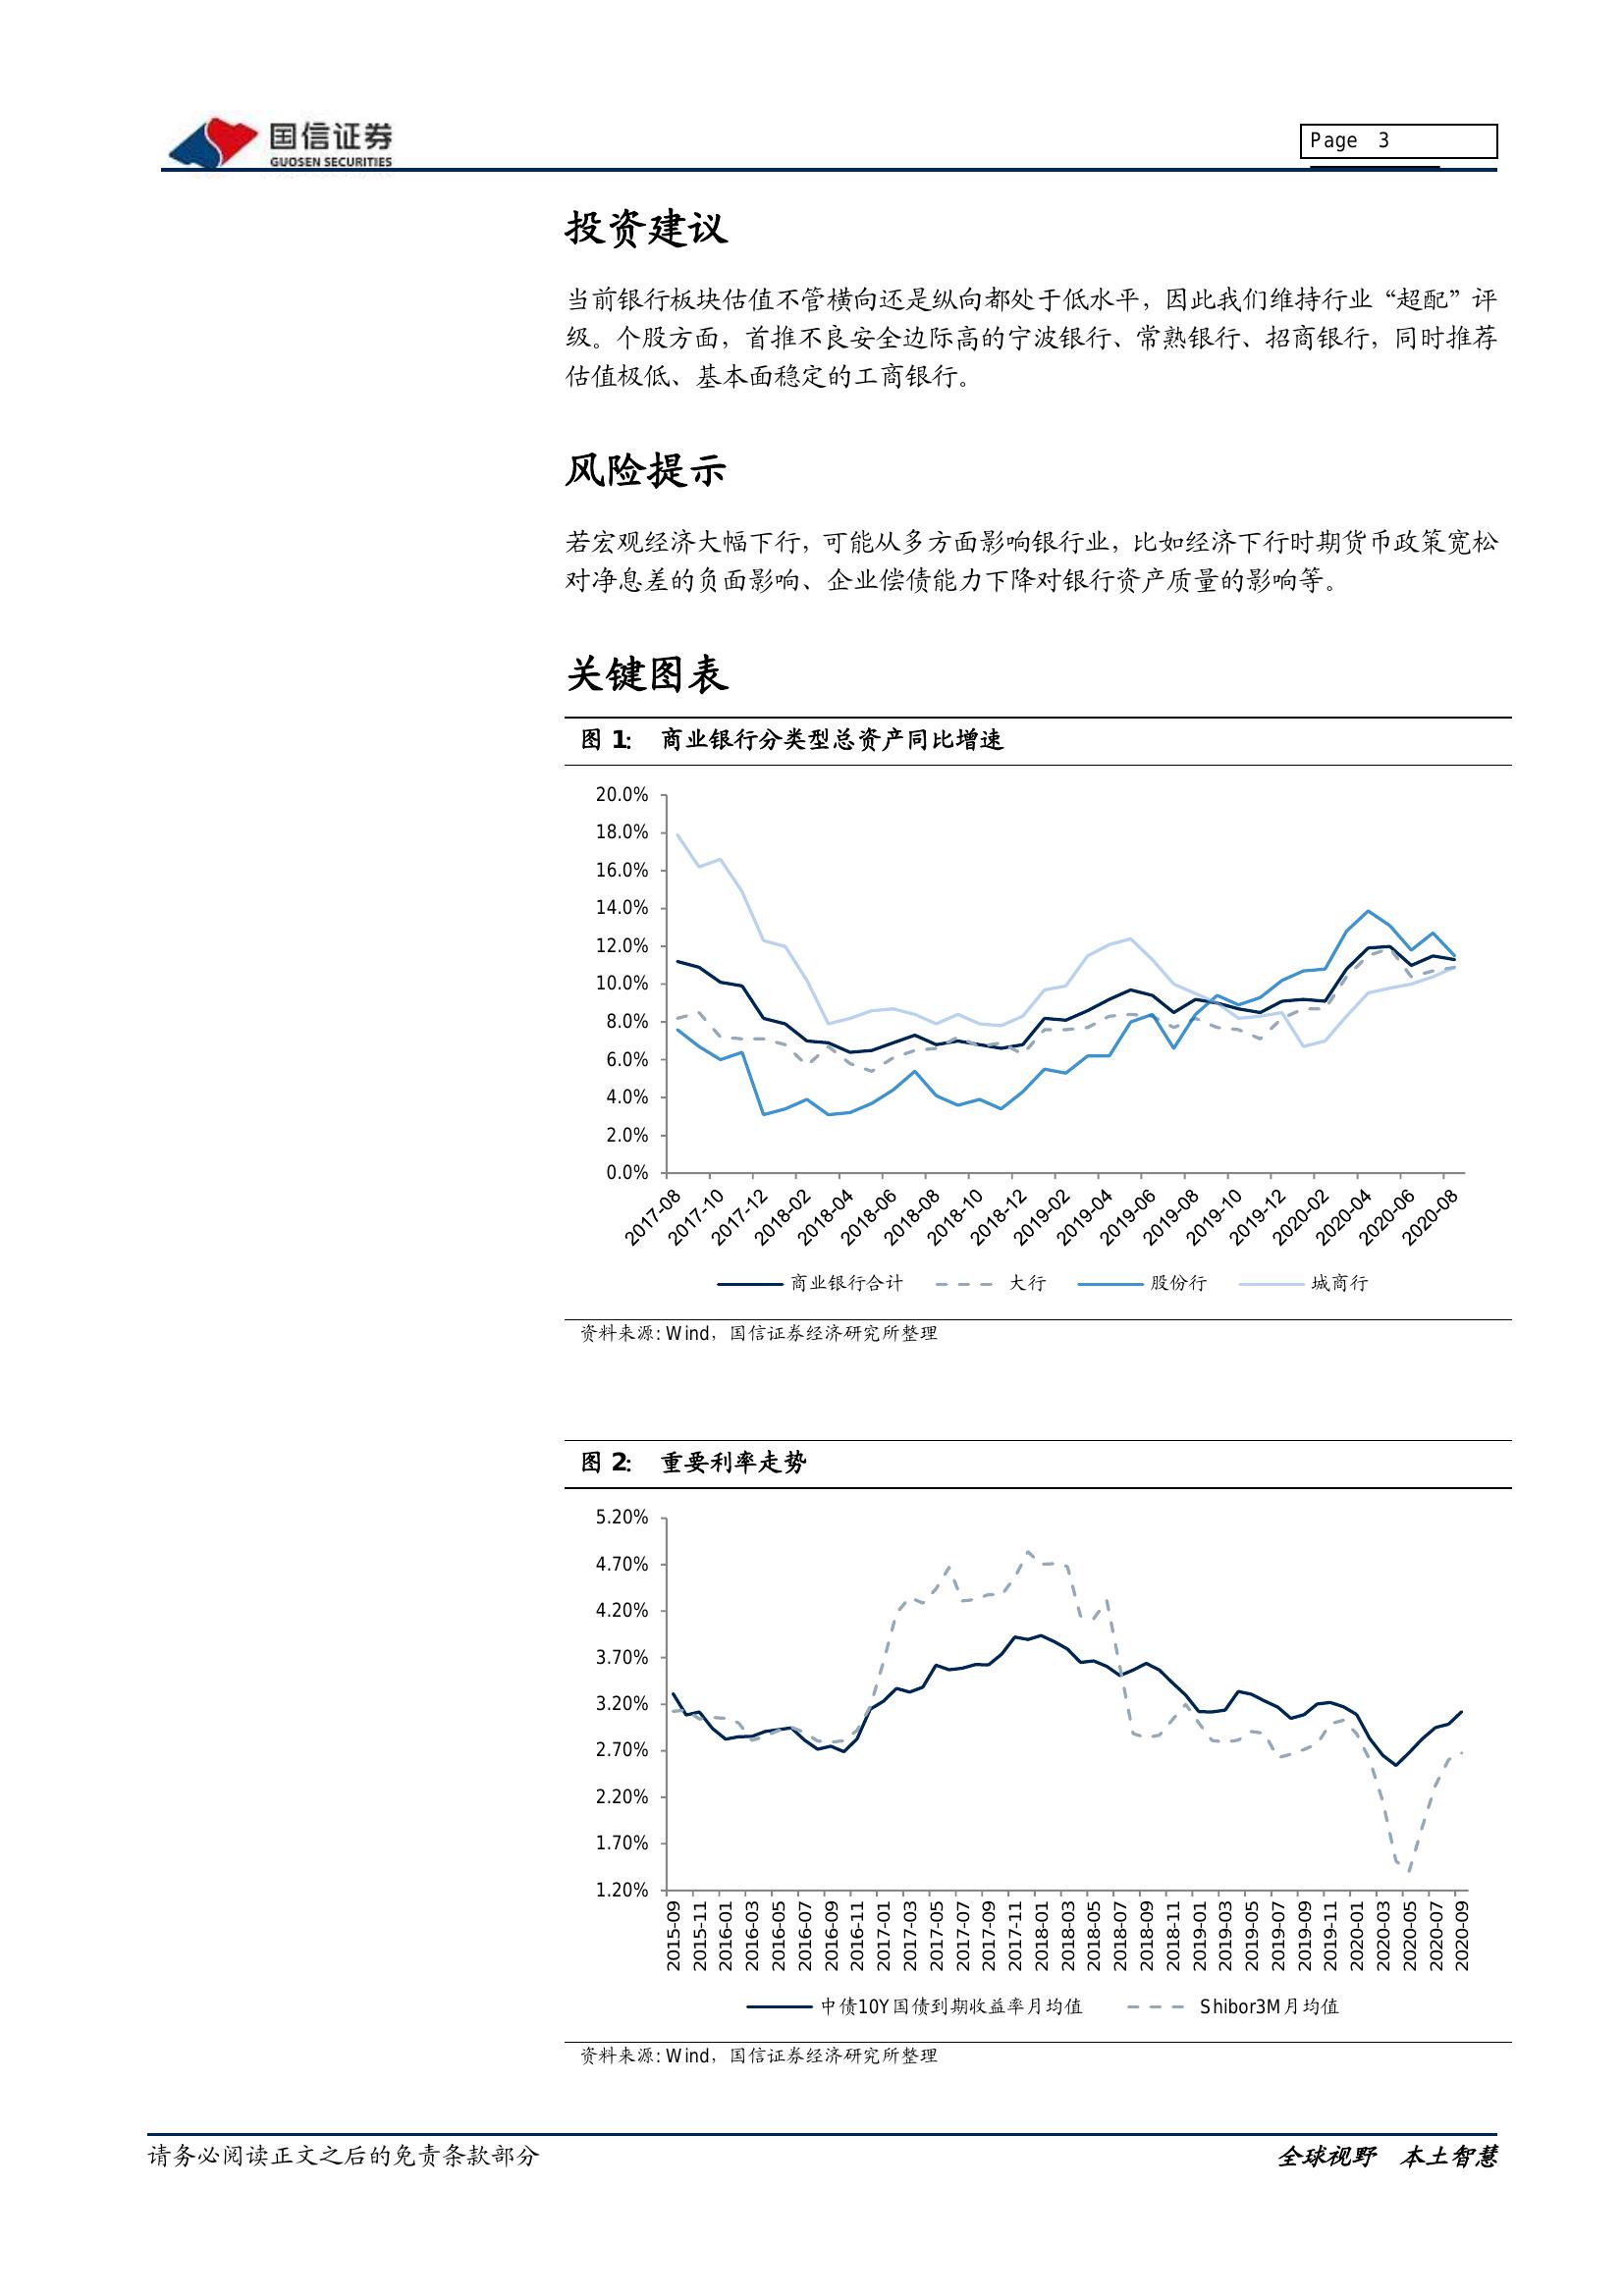 国信证券
GUOSEN SECURITIES
Page 3
投资建议
当前银行板块估值不管横向还是纵向都处于低水平，因此我们维持行业“超配”评
级。个股方面，首推不良安全边际高的宁波银行、常熟银行、招商银行，同时推荐
估值极低、基本面稳定的工商银行。
风险提示
若宏观经济大幅下行，可能从多方面影响银行业，比如经济下行时期货币政策宽松
对净息差的负面影响、企业偿债能力下降对银行资产质量的影响等。
关键图表
图 1： 商业银行分类型总资产同比增速
20.0%
18.0%
16.0%
14.0%
12.0%
10.0%
8.0%
6.0%
4.0%
2.0%
0.0%
2017-08 2017-10 2017-12 2018-02 2018-04 2018-06 2018-08 2018-10 2018-12 2019-02 2019-04 2019-06 2019-08 2019-10 2019-12 2020-02 2020-04 2020-06 2020-08
商业银行合计 大行 股份行 城商行
资料来源: Wind，国信证券经济研究所整理
图 2： 重要利率走势
5.20%
4.70%
4.20%
3.70%
3.20%
2.70%
2.20%
1.70%
1.20%
2015-09 2015-11 2016-01 2016-03 2016-05 2016-07 2016-09 2016-11 2017-01 2017-03 2017-05 2017-07 2017-09 2017-11 2018-01 2018-03 2018-05 2018-07 2018-09 2018-11 2019-01 2019-03 2019-05 2019-07 2019-09 2019-11 2020-01 2020-03 2020-05 2020-07 2020-09
中债10Y国债到期收益率月均值 Shibor3M月均值
资料来源: Wind，国信证券经济研究所整理
请务必阅读正文之后的免责条款部分
全球视野 本土智慧